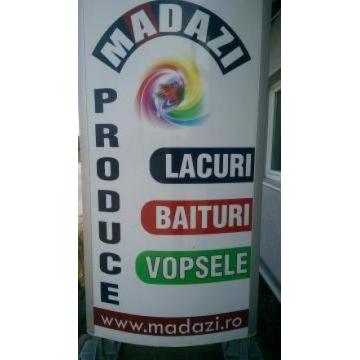 MADAZI
PRODUCE
LACURI
BAITURI
VOPSELE
www.madazi.ro